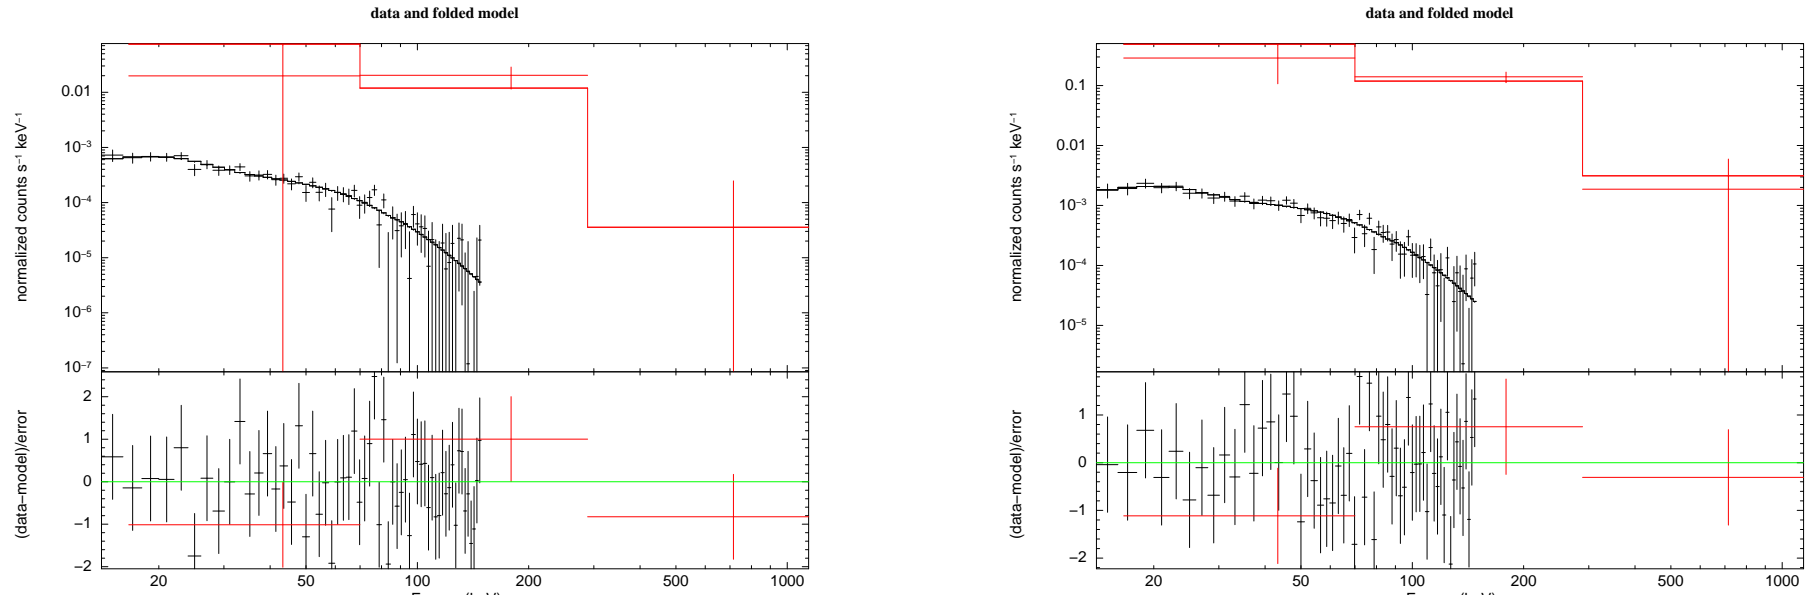 data and folded model
normalized counts s⁻¹ keV⁻¹
0.01
10⁻³
10⁻⁴
10⁻⁵
10⁻⁶
10⁻⁷
(data−model)/error
2
1
0
−1
−2
20 50 100 200 500 1000
data and folded model
normalized counts s⁻¹ keV⁻¹
0.1
0.01
10⁻³
10⁻⁴
10⁻⁵
(data−model)/error
1
0
−1
−2
20 50 100 200 500 1000